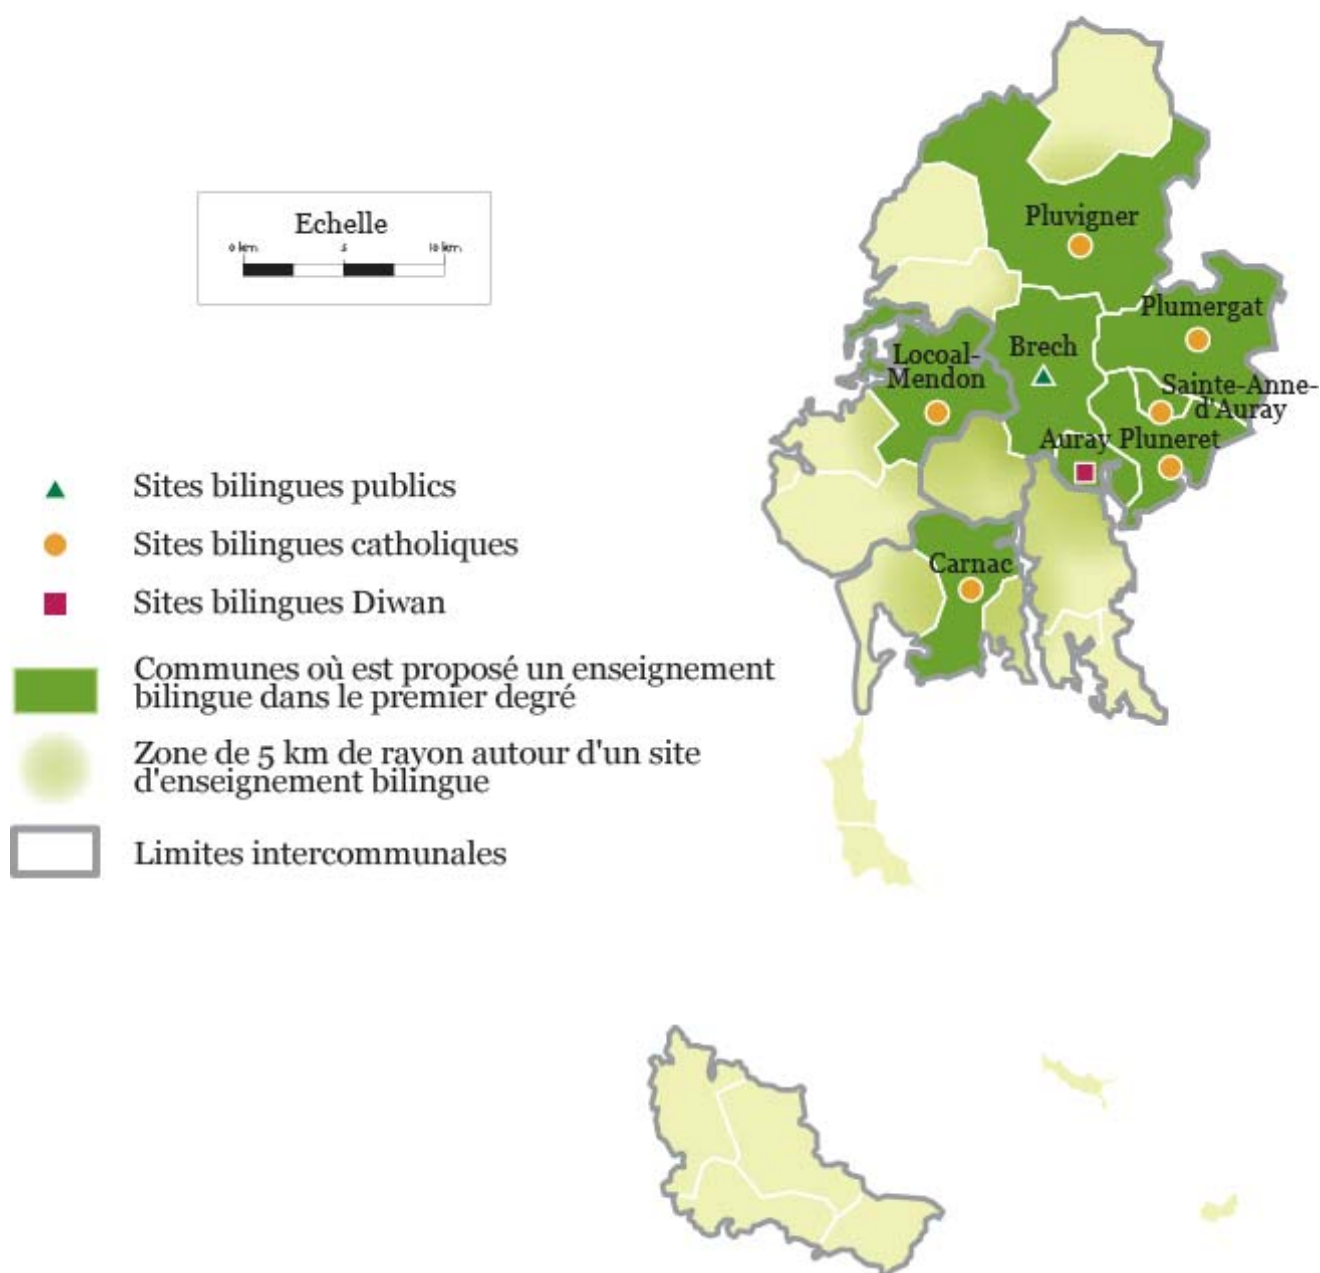 Echelle
0 km 5 10 km
Pluvigner
Plumergat
Locoal-
Mendon
Brech
Sainte-Anne-
d'Auray
Auray
Pluneret
Carnac
Sites bilingues publics
Sites bilingues catholiques
Sites bilingues Diwan
Communes où est proposé un enseignement
bilingue dans le premier degré
Zone de 5 km de rayon autour d'un site
d'enseignement bilingue
Limites intercommunales